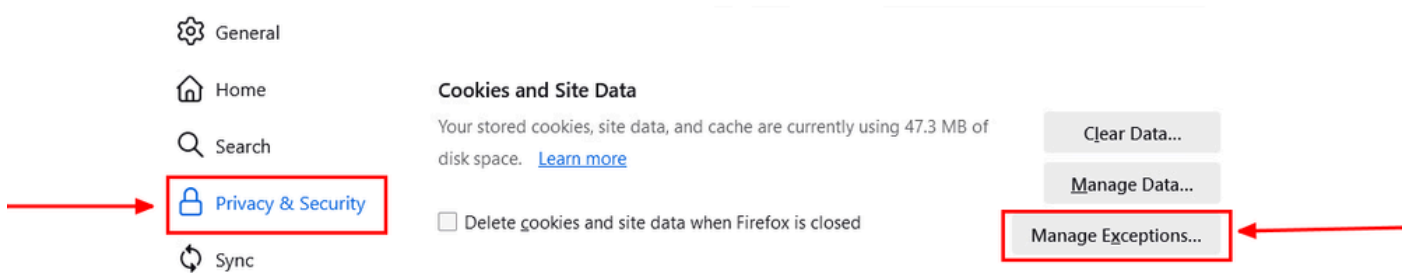 General
Home
Search
Privacy & Security
Sync
Cookies and Site Data
Your stored cookies, site data, and cache are currently using 47.3 MB of
disk space. Learn more
Clear Data...
Manage Data...
Delete cookies and site data when Firefox is closed
Manage Exceptions...